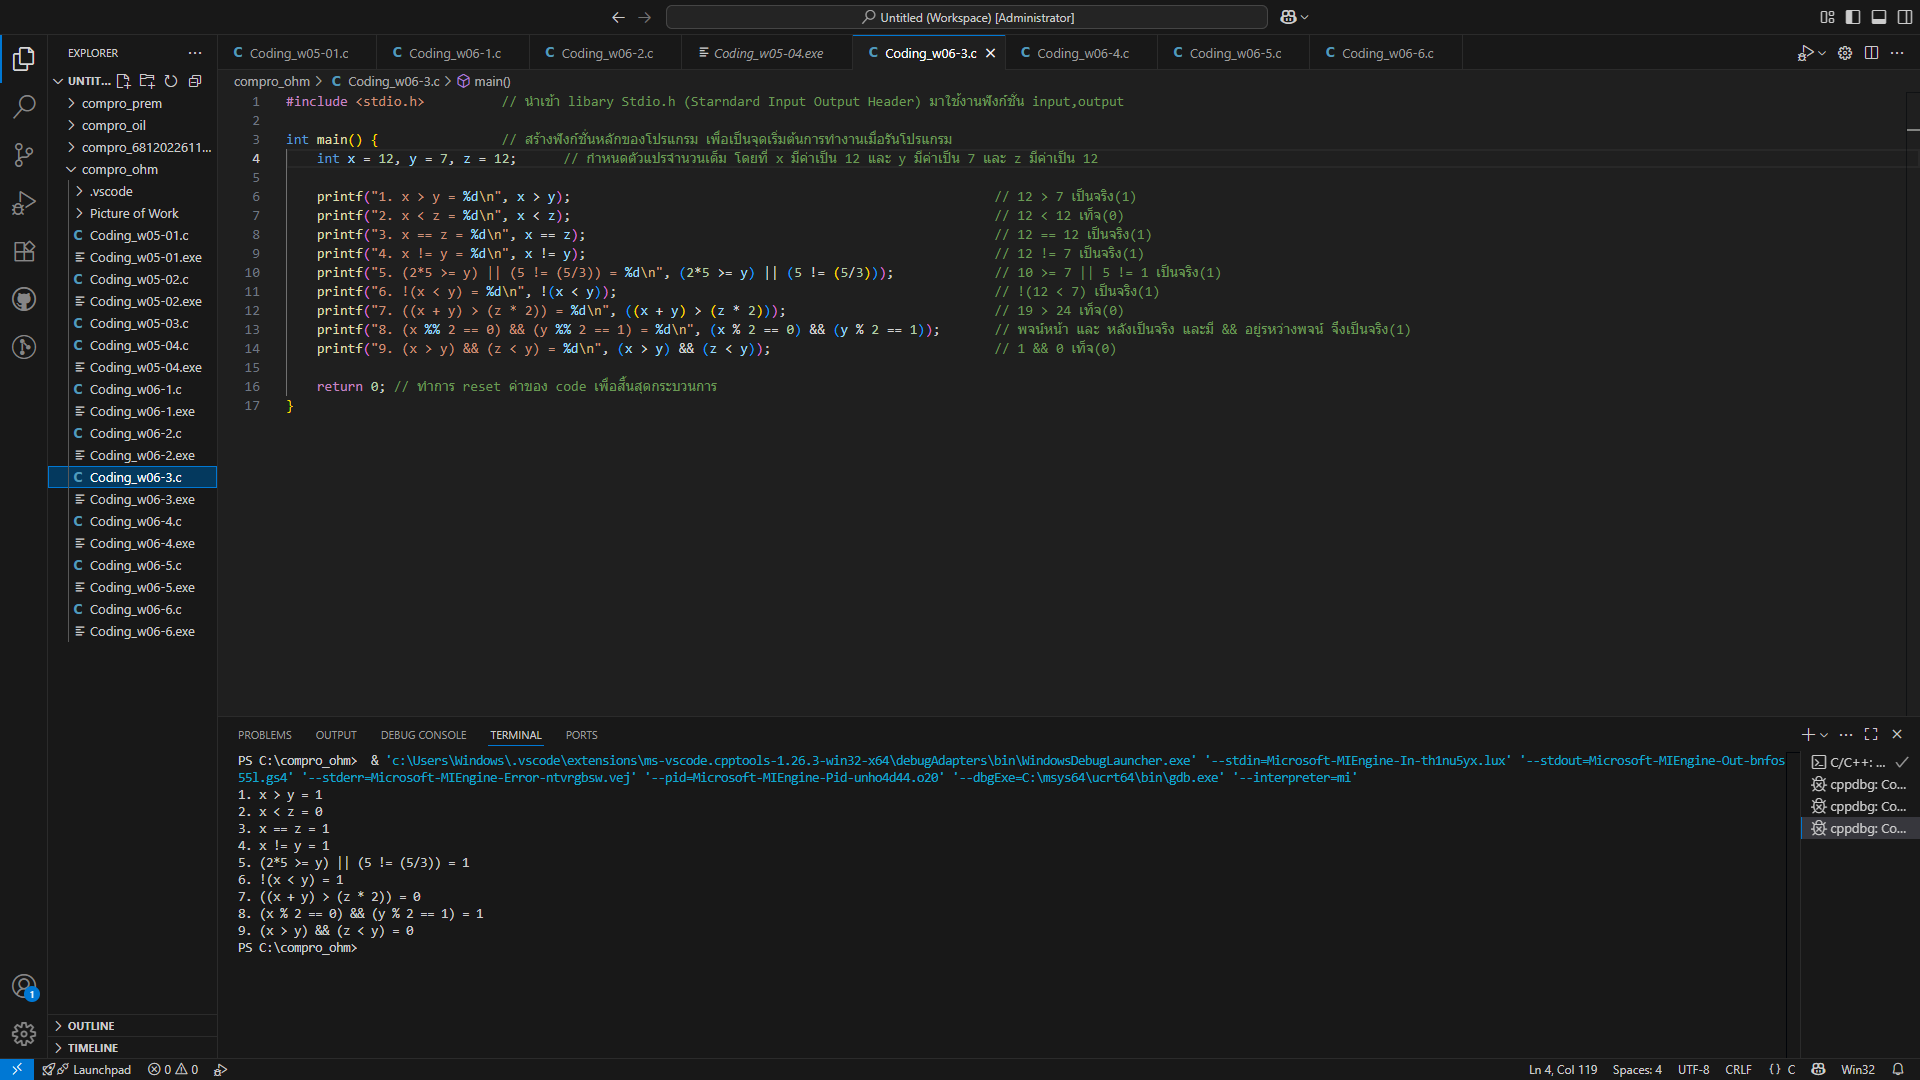 Untitled (Workspace) [Administrator]
EXPLORER
UNTIT...
compro_prem
compro_oil
compro_6812022611...
compro_ohm
.vscode
Picture of Work
Coding_w05-01.c
Coding_w05-01.exe
Coding_w05-02.c
Coding_w05-02.exe
Coding_w05-03.c
Coding_w05-04.c
Coding_w05-04.exe
Coding_w06-1.c
Coding_w06-1.exe
Coding_w06-2.c
Coding_w06-2.exe
Coding_w06-3.c
Coding_w06-3.exe
Coding_w06-4.c
Coding_w06-4.exe
Coding_w06-5.c
Coding_w06-5.exe
Coding_w06-6.c
Coding_w06-6.exe
OUTLINE
TIMELINE
C Coding_w05-01.c C Coding_w06-1.c C Coding_w06-2.c Coding_w05-04.exe C Coding_w06-3.c C Coding_w06-4.c C Coding_w06-5.c C Coding_w06-6.c
compro_ohm > C Coding_w06-3.c > main()
1 #include <stdio.h> // นำเข้า libary Stdio.h (Starndard Input Output Header) มาใช้งานฟังก์ชั่น input,output
2
3 int main() { // สร้างฟังก์ชั่นหลักของโปรแกรม เพื่อเป็นจุดเริ่มต้นการทำงานเมื่อรันโปรแกรม
4 int x = 12, y = 7, z = 12; // กำหนดตัวแปรจำนวนเต็ม โดยที่ x มีค่าเป็น 12 และ y มีค่าเป็น 7 และ z มีค่าเป็น 12
5
6 printf("1. x > y = %d\n", x > y); // 12 > 7 เป็นจริง(1)
7 printf("2. x < z = %d\n", x < z); // 12 < 12 เท็จ(0)
8 printf("3. x == z = %d\n", x == z); // 12 == 12 เป็นจริง(1)
9 printf("4. x != y = %d\n", x != y); // 12 != 7 เป็นจริง(1)
10 printf("5. (2*5 >= y) || (5 != (5/3)) = %d\n", (2*5 >= y) || (5 != (5/3))); // 10 >= 7 || 5 != 1 เป็นจริง(1)
11 printf("6. !(x < y) = %d\n", !(x < y)); // !(12 < 7) เป็นจริง(1)
12 printf("7. ((x + y) > (z * 2)) = %d\n", ((x + y) > (z * 2))); // 19 > 24 เท็จ(0)
13 printf("8. (x %% 2 == 0) && (y %% 2 == 1) = %d\n", (x % 2 == 0) && (y % 2 == 1)); // พจน์หน้า และ หลังเป็นจริง และมี && อยู่รหว่างพจน์ จึงเป็นจริง(1)
14 printf("9. (x > y) && (z < y) = %d\n", (x > y) && (z < y)); // 1 && 0 เท็จ(0)
15
16 return 0; // ทำการ reset ค่าของ code เพื่อสิ้นสุดกระบวนการ
17 }
PROBLEMS OUTPUT DEBUG CONSOLE TERMINAL PORTS
PS C:\compro_ohm> & 'c:\Users\Windows\.vscode\extensions\ms-vscode.cpptools-1.26.3-win32-x64\debugAdapters\bin\WindowsDebugLauncher.exe' '--stdin=Microsoft-MIEngine-In-th1nu5yx.lux' '--stdout=Microsoft-MIEngine-Out-bnfos
55l.gs4' '--stderr=Microsoft-MIEngine-Error-ntvrgbsw.vej' '--pid=Microsoft-MIEngine-Pid-unho4d44.o20' '--dbgExe=C:\msys64\ucrt64\bin\gdb.exe' '--interpreter=mi'
1. x > y = 1
2. x < z = 0
3. x == z = 1
4. x != y = 1
5. (2*5 >= y) || (5 != (5/3)) = 1
6. !(x < y) = 1
7. ((x + y) > (z * 2)) = 0
8. (x % 2 == 0) && (y % 2 == 1) = 1
9. (x > y) && (z < y) = 0
PS C:\compro_ohm>
C/C++: ...
cppdbg: Co...
cppdbg: Co...
cppdbg: Co...
1
Launchpad 0 0 Ln 4, Col 119 Spaces: 4 UTF-8 CRLF {} C Win32